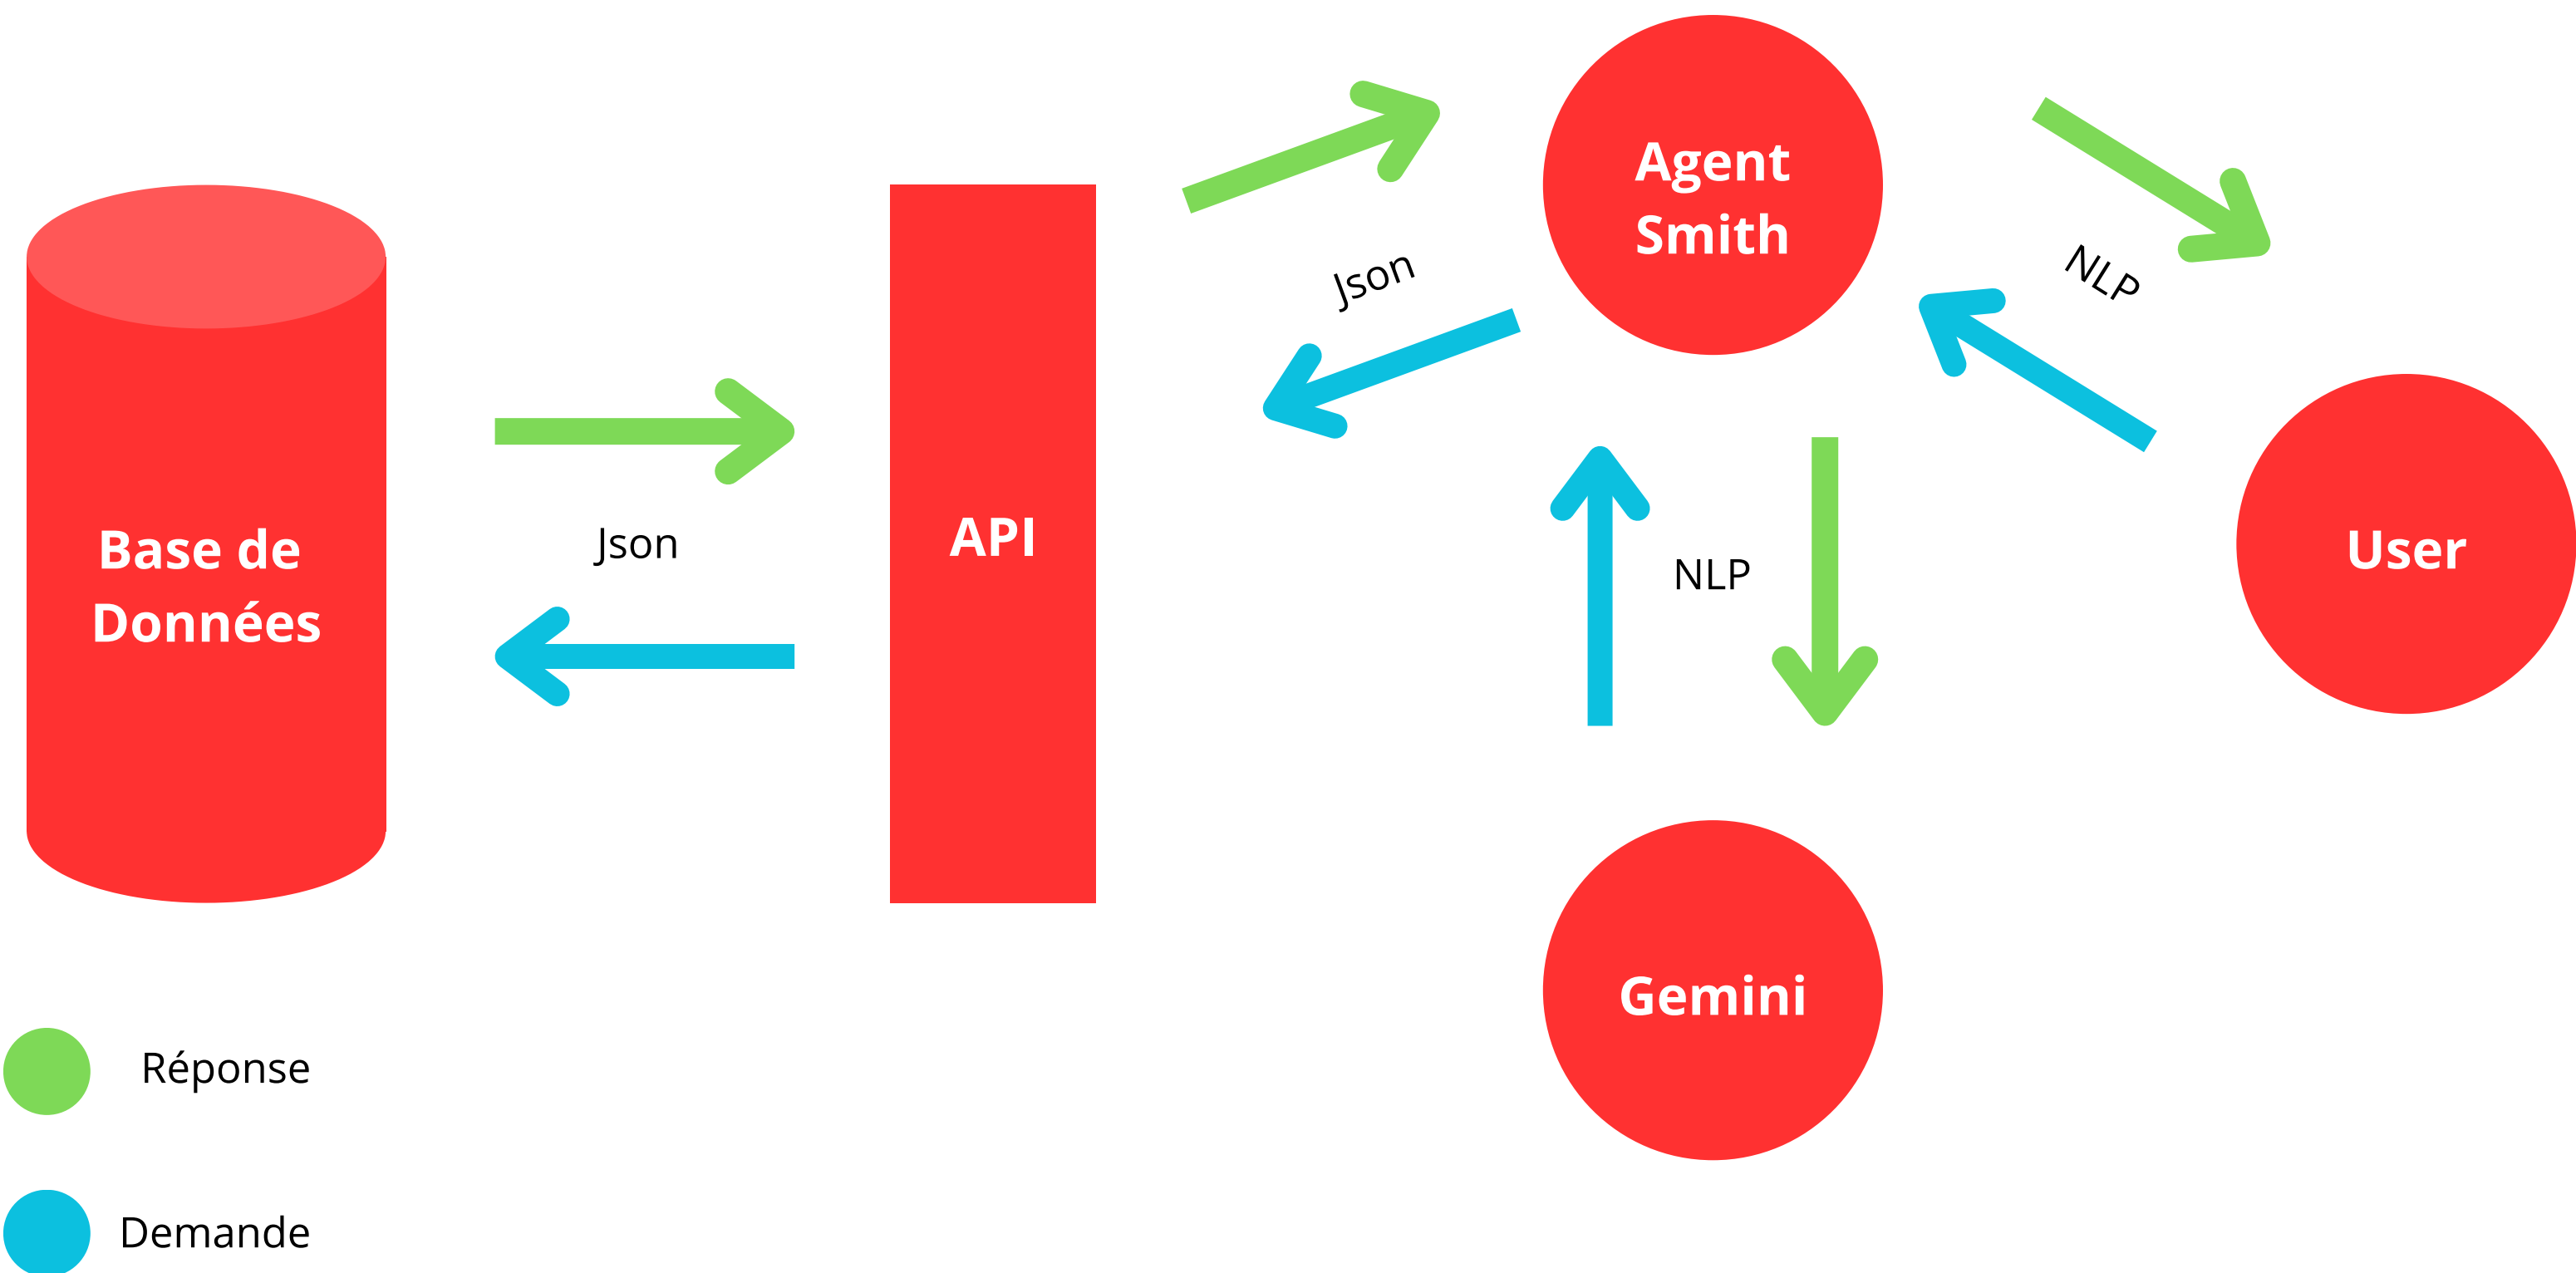 Base de
Données
Json
API
Json
Agent
Smith
NLP
NLP
User
Gemini
Réponse
Demande